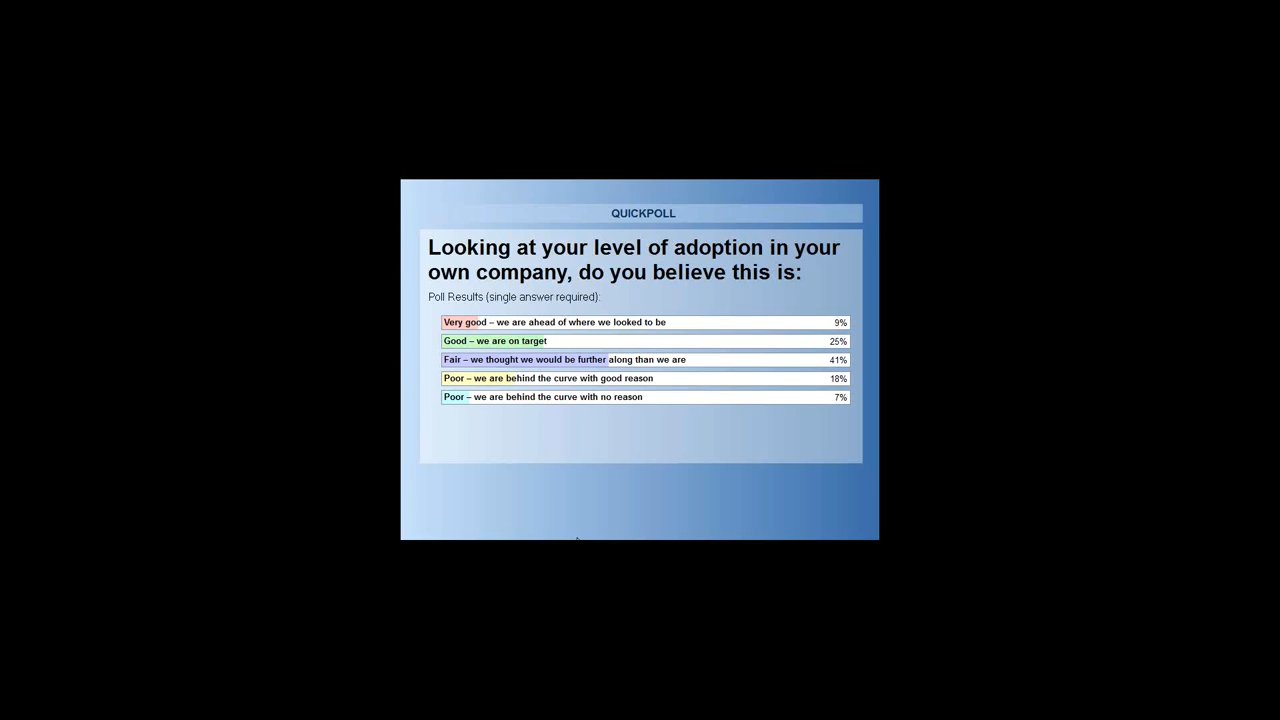 QUICKPOLL
Looking at your level of adoption in your
own company, do you believe this is:
Poll Results (single answer required):
Very good – we are ahead of where we looked to be 9%
Good – we are on target 25%
Fair – we thought we would be further along than we are 41%
Poor – we are behind the curve with good reason 18%
Poor – we are behind the curve with no reason 7%